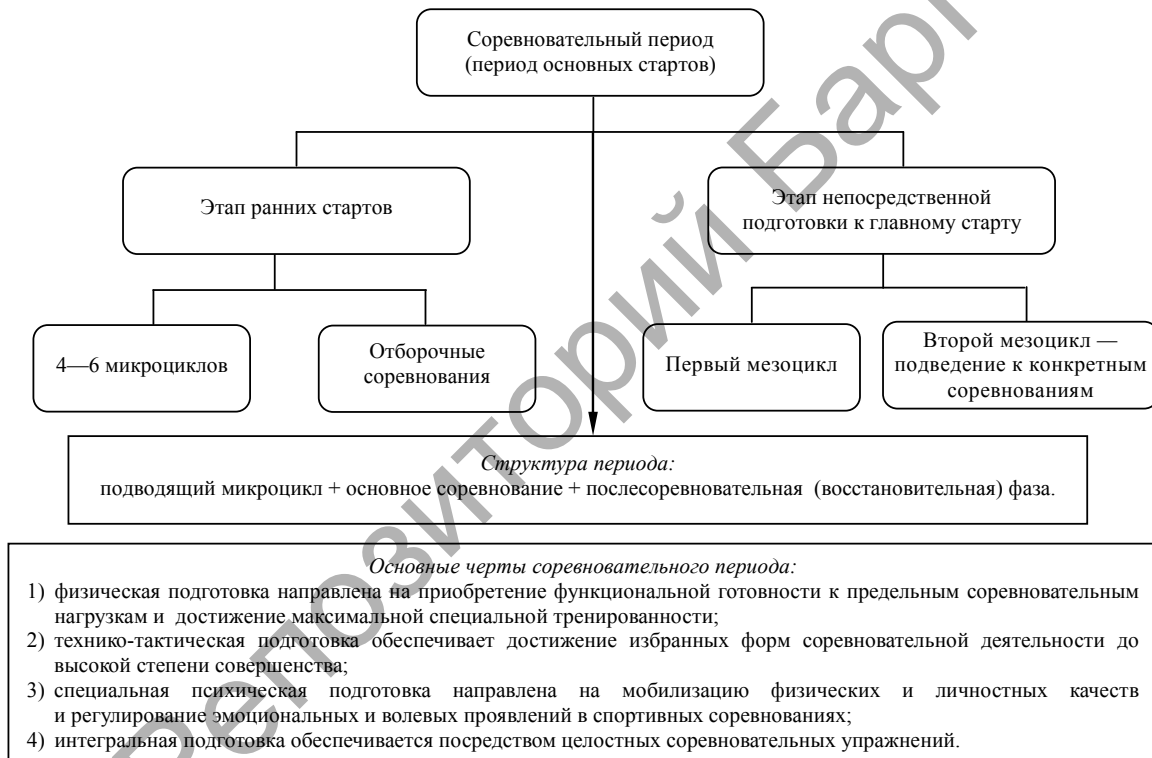 Соревновательный период
(период основных стартов)
Этап ранних стартов
Этап непосредственной
подготовки к главному старту
4—6 микроциклов
Отборочные
соревнования
Первый мезоцикл
Второй мезоцикл —
подведение к конкретным
соревнованиям
Структура периода:
подводящий микроцикл + основное соревнование + послесоревновательная (восстановительная) фаза.
Основные черты соревновательного периода:
1) физическая подготовка направлена на приобретение функциональной готовности к предельным соревновательным
нагрузкам и достижение максимальной специальной тренированности;
2) технико-тактическая подготовка обеспечивает достижение избранных форм соревновательной деятельности до
высокой степени совершенства;
3) специальная психическая подготовка направлена на мобилизацию физических и личностных качеств
и регулирование эмоциональных и волевых проявлений в спортивных соревнованиях;
4) интегральная подготовка обеспечивается посредством целостных соревновательных упражнений.
Репозиторий